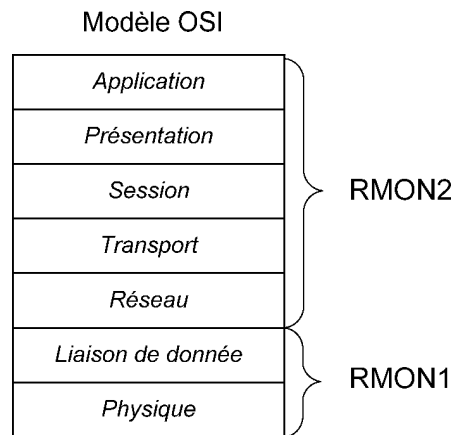 Modèle OSI
Application
Présentation
Session
Transport
Réseau
Liaison de donnée
Physique
RMON2
RMON1